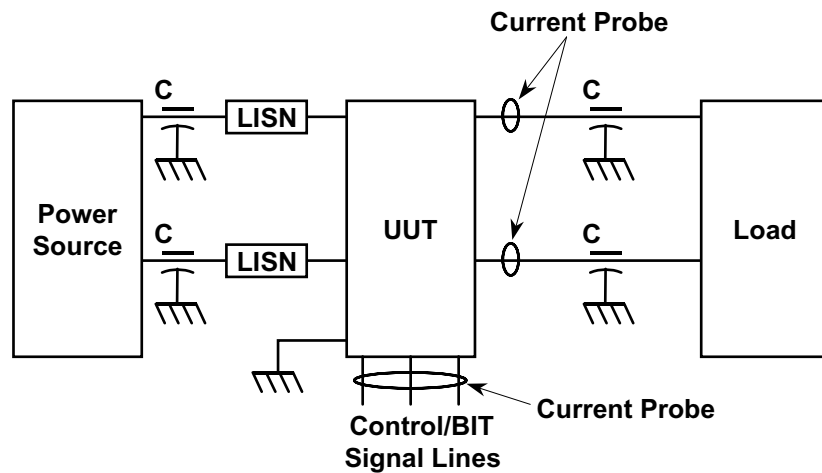 Current Probe
C
LISN
C
Power
Source
UUT
Load
C
LISN
C
Control/BIT
Signal Lines
Current Probe